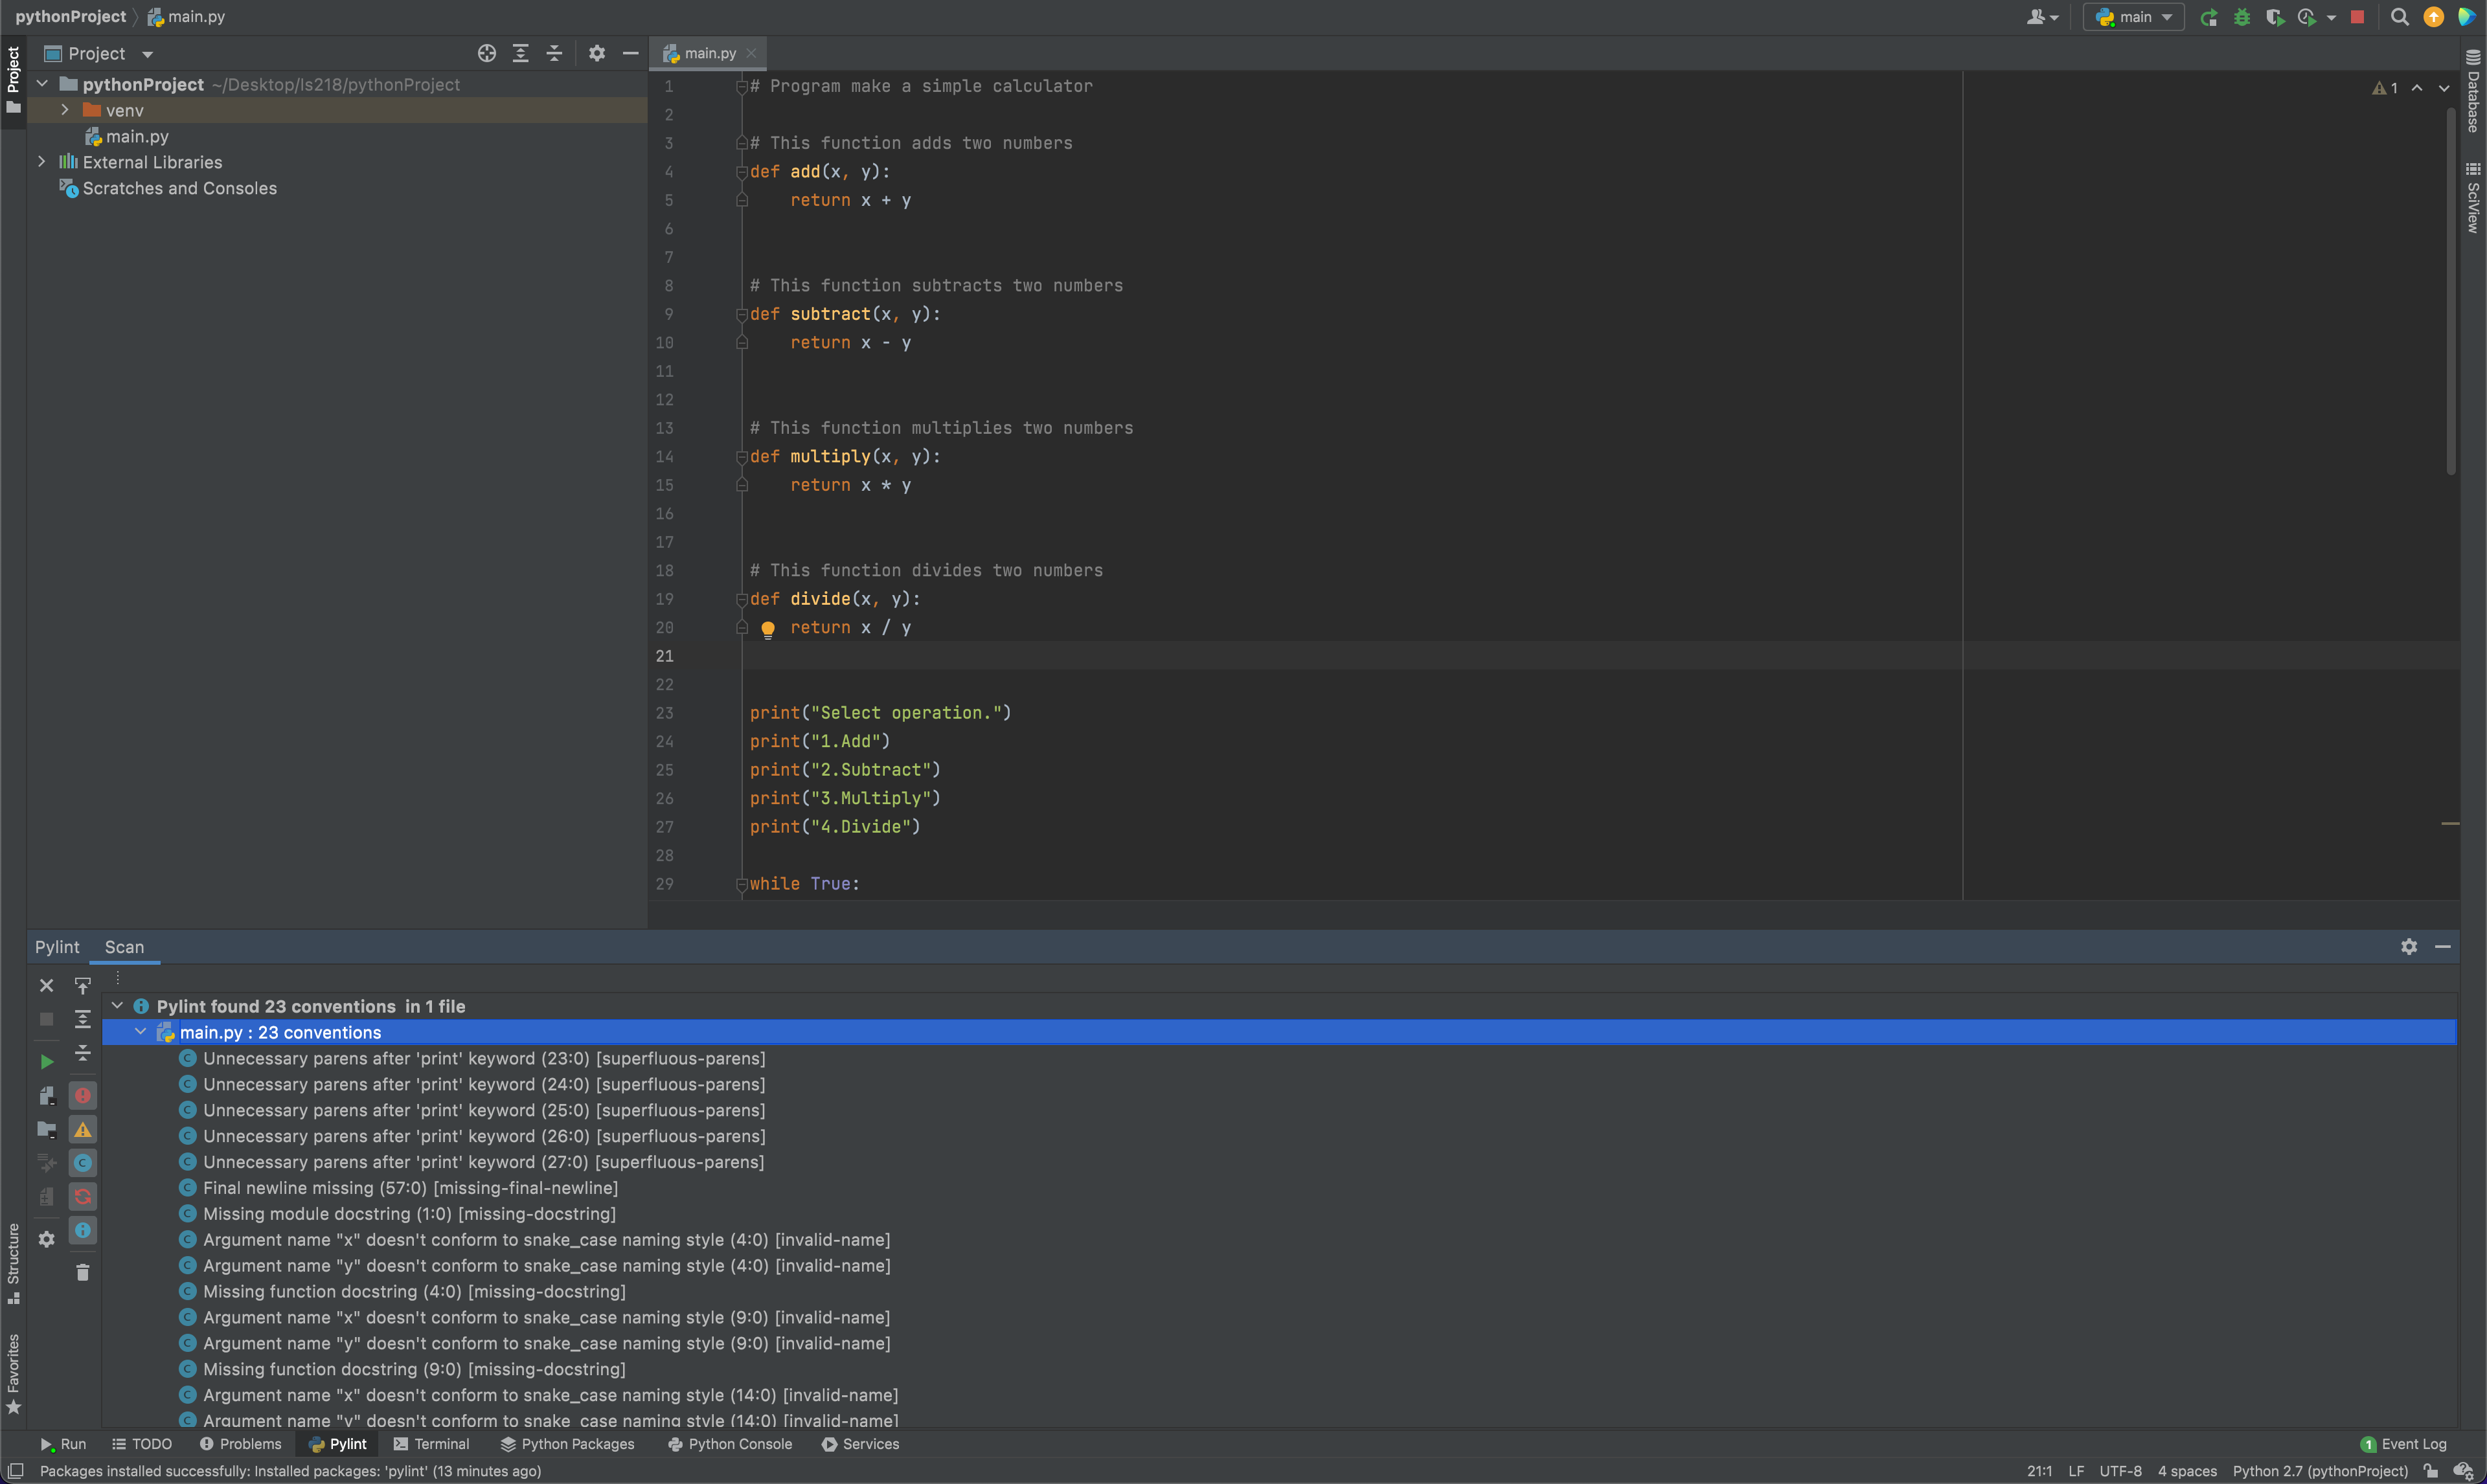 pythonProject main.py
main
Project
main.py
Project
pythonProject ~/Desktop/Is218/pythonProject
venv
main.py
External Libraries
Scratches and Consoles
1 # Program make a simple calculator
2
3 # This function adds two numbers
4 def add(x, y):
5 return x + y
6
7
8 # This function subtracts two numbers
9 def subtract(x, y):
10 return x - y
11
12
13 # This function multiplies two numbers
14 def multiply(x, y):
15 return x * y
16
17
18 # This function divides two numbers
19 def divide(x, y):
20 return x / y
21
22
23 print("Select operation.")
24 print("1.Add")
25 print("2.Subtract")
26 print("3.Multiply")
27 print("4.Divide")
28
29 while True:
1
Database
SciView
Pylint Scan
Pylint found 23 conventions in 1 file
main.py : 23 conventions
Unnecessary parens after 'print' keyword (23:0) [superfluous-parens]
Unnecessary parens after 'print' keyword (24:0) [superfluous-parens]
Unnecessary parens after 'print' keyword (25:0) [superfluous-parens]
Unnecessary parens after 'print' keyword (26:0) [superfluous-parens]
Unnecessary parens after 'print' keyword (27:0) [superfluous-parens]
Final newline missing (57:0) [missing-final-newline]
Missing module docstring (1:0) [missing-docstring]
Argument name "x" doesn't conform to snake_case naming style (4:0) [invalid-name]
Argument name "y" doesn't conform to snake_case naming style (4:0) [invalid-name]
Missing function docstring (4:0) [missing-docstring]
Argument name "x" doesn't conform to snake_case naming style (9:0) [invalid-name]
Argument name "y" doesn't conform to snake_case naming style (9:0) [invalid-name]
Missing function docstring (9:0) [missing-docstring]
Argument name "x" doesn't conform to snake_case naming style (14:0) [invalid-name]
Argument name "y" doesn't conform to snake_case naming style (14:0) [invalid-name]
Structure
Favorites
Run TODO Problems Pylint Terminal Python Packages Python Console Services 1 Event Log
Packages installed successfully: Installed packages: 'pylint' (13 minutes ago) 21:1 LF UTF-8 4 spaces Python 2.7 (pythonProject)